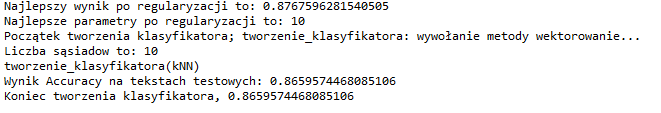 Najlepszy wynik po regularyzacji to: 0.8767596281540505
Najlepsze parametry po regularyzacji to: 10
Początek tworzenia klasyfikatora; tworzenie_klasyfikatora: wywołanie metody wektorowanie...
Liczba sąsiadow to: 10
tworzenie_klasyfikatora(kNN)
Wynik Accuracy na tekstach testowych: 0.8659574468085106
Koniec tworzenia klasyfikatora, 0.8659574468085106